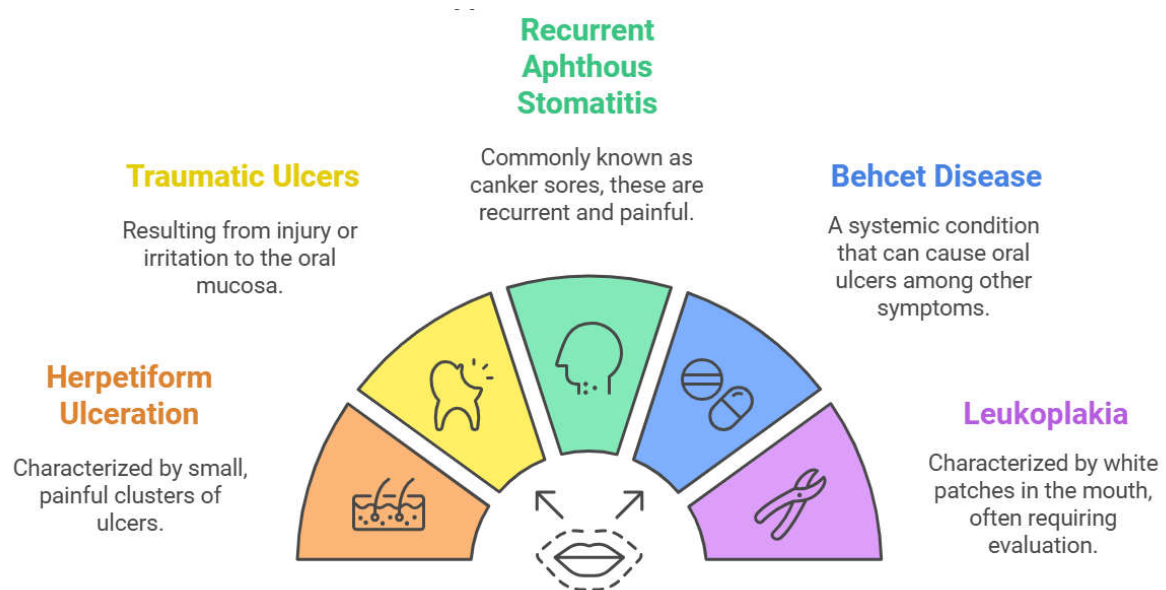 Recurrent
Aphthous
Stomatitis
Commonly known as
canker sores, these are
recurrent and painful.
Traumatic Ulcers
Resulting from injury or
irritation to the oral
mucosa.
Behcet Disease
A systemic condition
that can cause oral
ulcers among other
symptoms.
Herpetiform
Ulceration
Characterized by small,
painful clusters of
ulcers.
Leukoplakia
Characterized by white
patches in the mouth,
often requiring
evaluation.